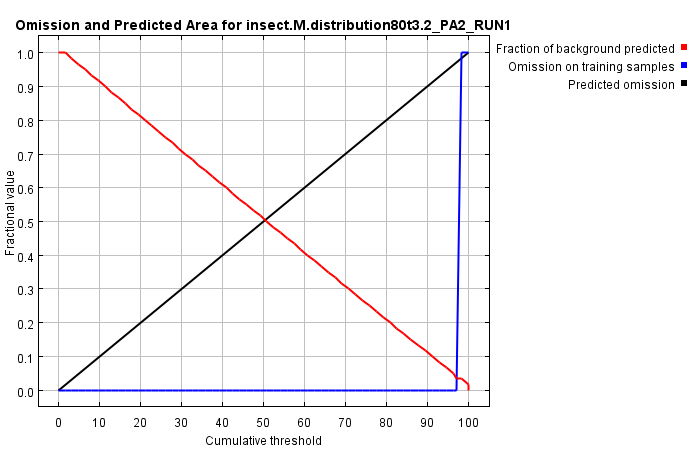 Omission and Predicted Area for insect.M.distribution80t3.2_PA2_RUN1
Fraction of background predicted
Omission on training samples
Predicted omission
Fractional value
1.0
0.9
0.8
0.7
0.6
0.5
0.4
0.3
0.2
0.1
0.0
0 10 20 30 40 50 60 70 80 90 100
Cumulative threshold